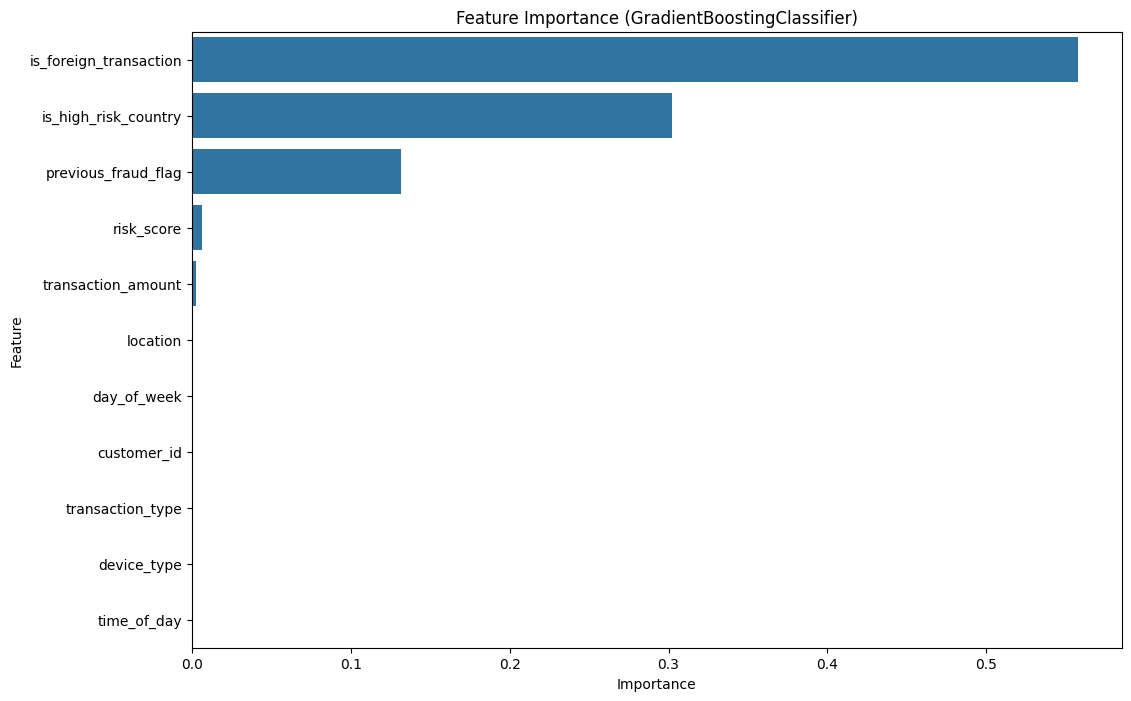 Feature Importance (GradientBoostingClassifier)
Feature
is_foreign_transaction
is_high_risk_country
previous_fraud_flag
risk_score
transaction_amount
location
day_of_week
customer_id
transaction_type
device_type
time_of_day
0.0 0.1 0.2 0.3 0.4 0.5
Importance